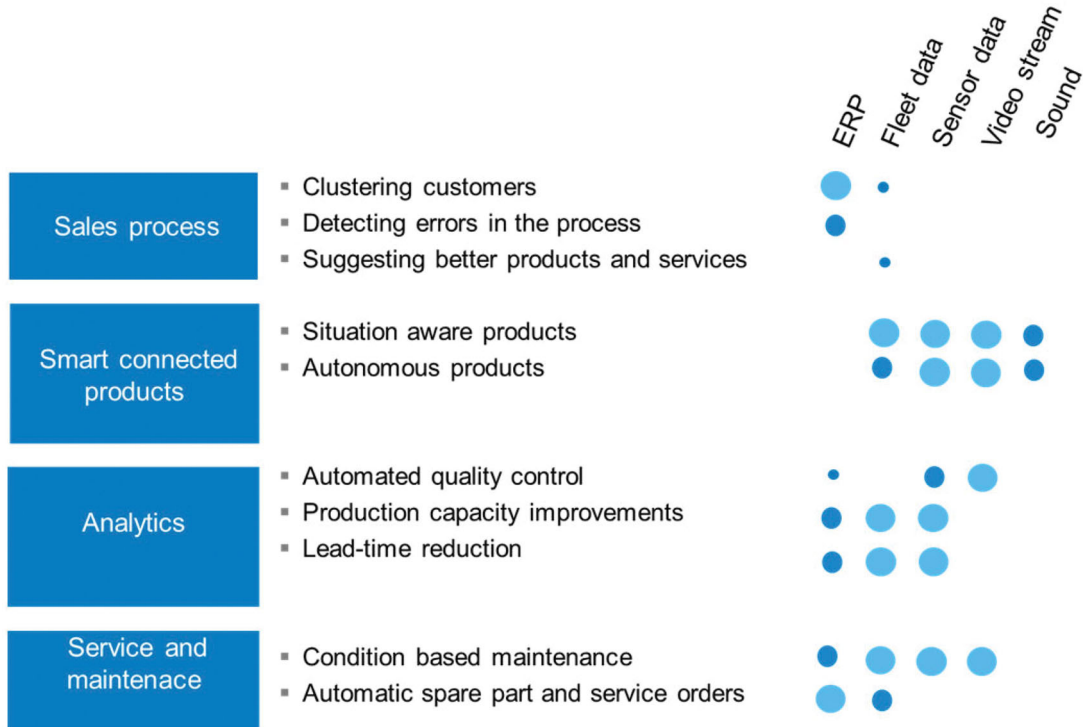 ERP
Fleet data
Sensor data
Video stream
Sound
Sales process
▪ Clustering customers
▪ Detecting errors in the process
▪ Suggesting better products and services
Smart connected
products
▪ Situation aware products
▪ Autonomous products
Analytics
▪ Automated quality control
▪ Production capacity improvements
▪ Lead-time reduction
Service and
maintenace
▪ Condition based maintenance
▪ Automatic spare part and service orders